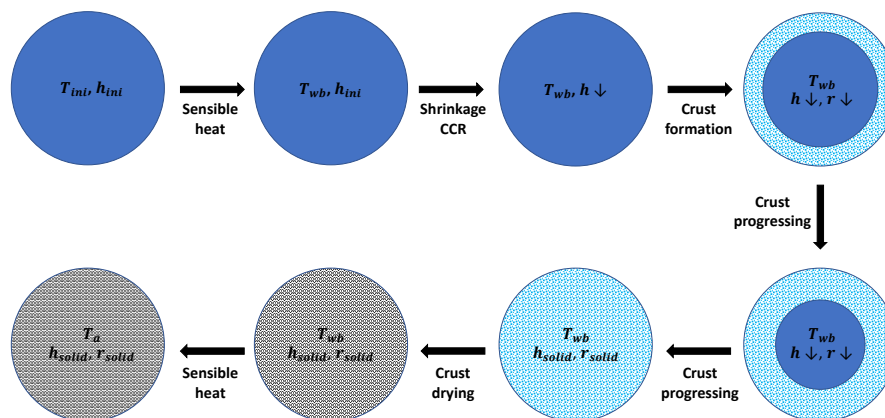 T_ini, h_ini
Sensible
heat
T_wb, h_ini
Shrinkage
CCR
T_wb, h ↓
Crust
formation
T_wb
h ↓, r ↓
Crust
progressing
T_wb
h ↓, r ↓
Crust
progressing
T_wb
h_solid, r_solid
Crust
drying
T_wb
h_solid, r_solid
Sensible
heat
T_a
h_solid, r_solid